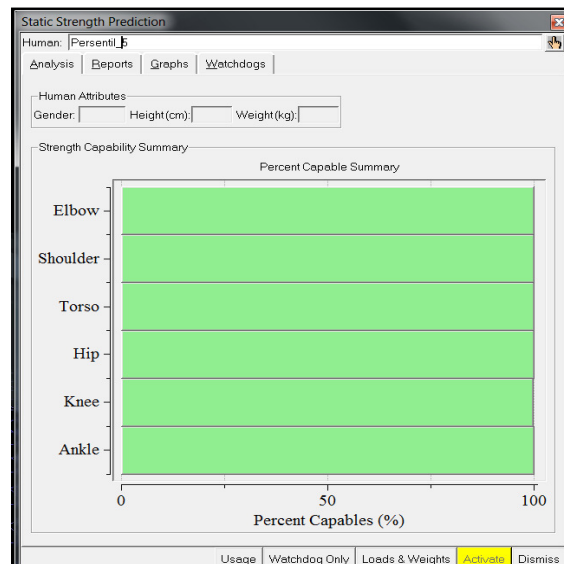 Static Strength Prediction
Human: Persentil_5
Analysis Reports Graphs Watchdogs
Human Attributes
Gender: Height(cm): Weight(kg):
Strength Capability Summary
Percent Capable Summary
Elbow
Shoulder
Torso
Hip
Knee
Ankle
0 50 100
Percent Capables (%)
Usage Watchdog Only Loads & Weights Activate Dismiss